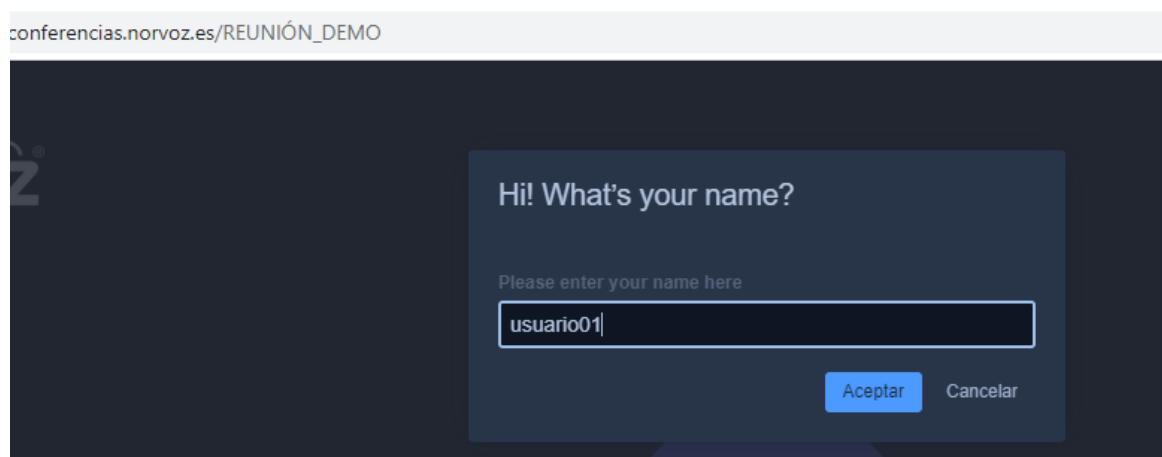 conferencias.norvoz.es/REUNIÓN_DEMO
Z®
Hi! What's your name?
Please enter your name here
usuario01
Aceptar Cancelar